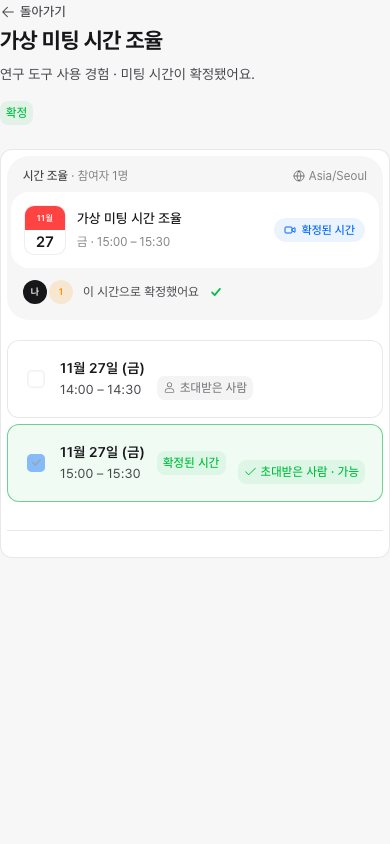 돌아가기
가상 미팅 시간 조율
연구 도구 사용 경험 · 미팅 시간이 확정됐어요.
확정
시간 조율 · 참여자 1명
Asia/Seoul
11월
27
가상 미팅 시간 조율
금 · 15:00 – 15:30
확정된 시간
나
1
이 시간으로 확정했어요
11월 27일 (금)
14:00 – 14:30
초대받은 사람
11월 27일 (금)
15:00 – 15:30
확정된 시간
초대받은 사람 · 가능